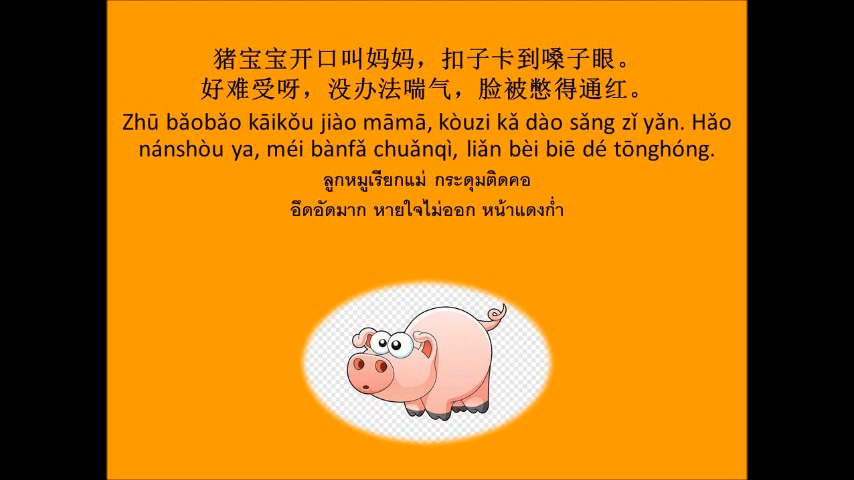 猪宝宝开口叫妈妈，扣子卡到嗓子眼。
好难受呀，没办法喘气，脸被憋得通红。
Zhū bǎobǎo kāikǒu jiào māmā, kòuzi kǎ dào sǎng zǐ yǎn. Hǎo
nánshòu ya, méi bànfǎ chuǎnqì, liǎn bèi biē dé tōnghóng.
ลูกหมูเรียกแม่ กระดุมติดคอ
อึดอัดมาก หายใจไม่ออก หน้าแดงก่ำ